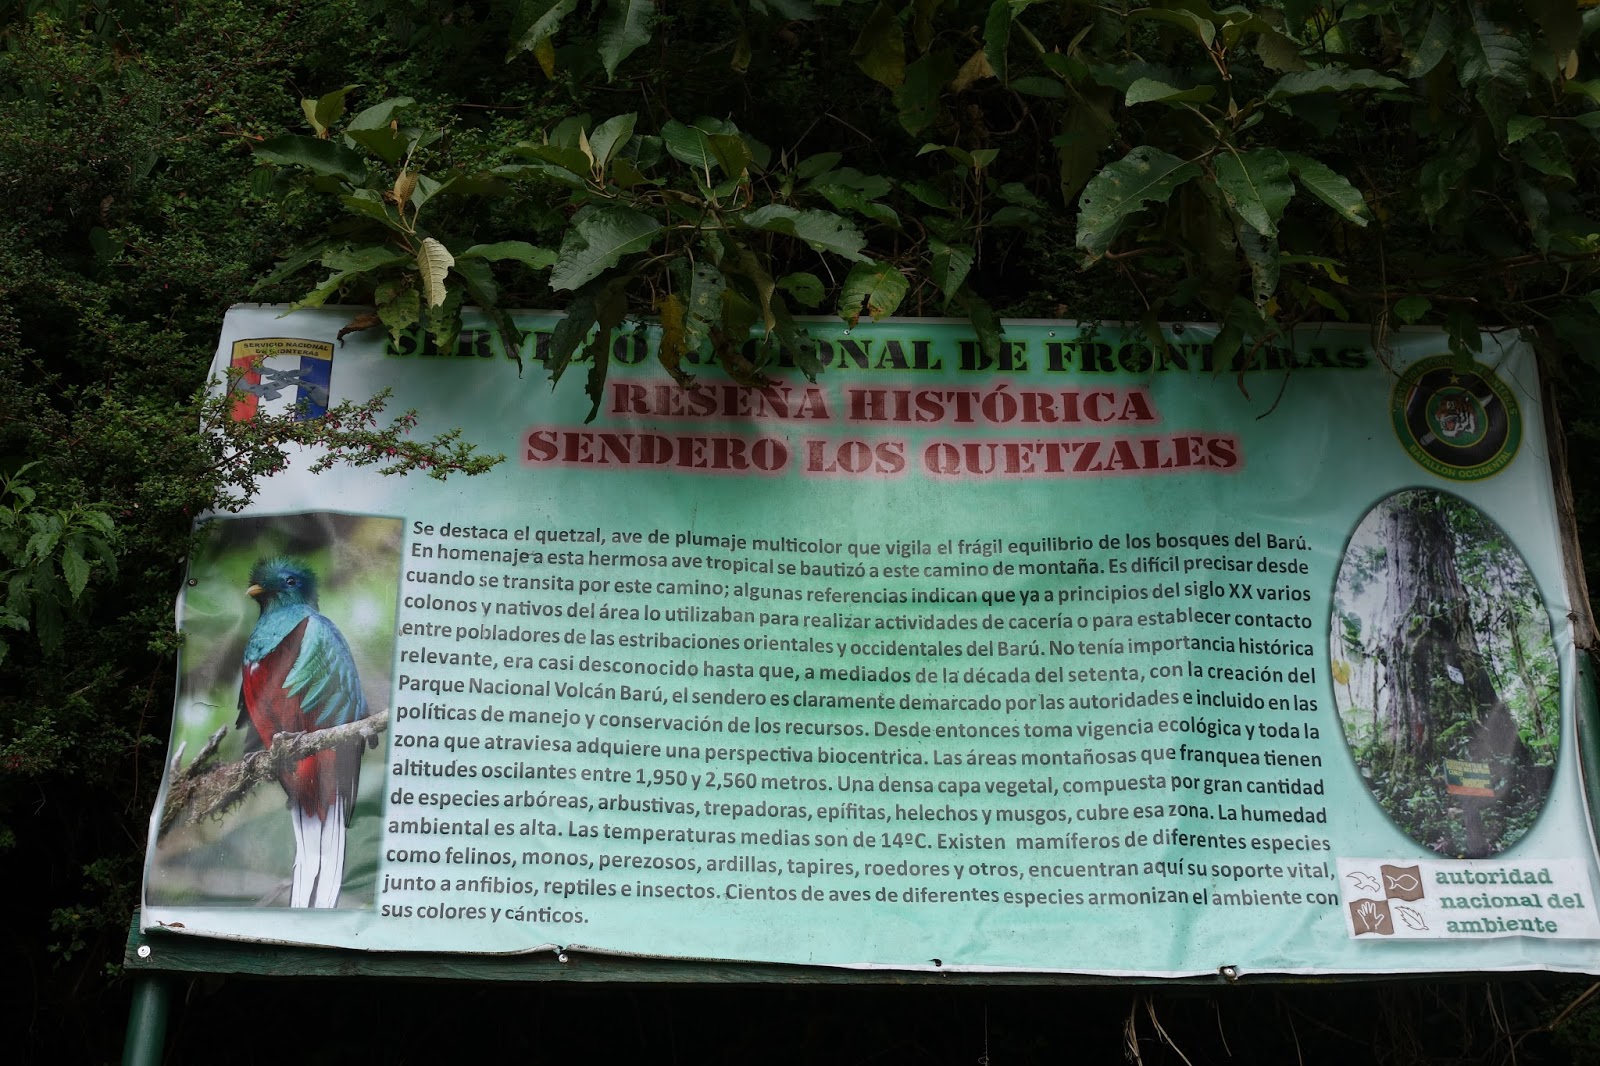 SERVICIO NACIONAL DE FRONTERAS
SERVICIO NACIONAL DE FRONTERAS
RESEÑA HISTÓRICA
SENDERO LOS QUETZALES
BATALLON OCCIDENTAL
Se destaca el quetzal, ave de plumaje multicolor que vigila el frágil equilibrio de los bosques del Barú.
En homenaje a esta hermosa ave tropical se bautizó a este camino de montaña. Es difícil precisar desde
cuando se transita por este camino; algunas referencias indican que ya a principios del siglo XX varios
colonos y nativos del área lo utilizaban para realizar actividades de cacería o para establecer contacto
entre pobladores de las estribaciones orientales y occidentales del Barú. No tenía importancia histórica
relevante, era casi desconocido hasta que, a mediados de la década del setenta, con la creación del
Parque Nacional Volcán Barú, el sendero es claramente demarcado por las autoridades e incluido en las
políticas de manejo y conservación de los recursos. Desde entonces toma vigencia ecológica y toda la
zona que atraviesa adquiere una perspectiva biocentrica. Las áreas montañosas que franquea tienen
altitudes oscilantes entre 1,950 y 2,560 metros. Una densa capa vegetal, compuesta por gran cantidad
de especies arbóreas, arbustivas, trepadoras, epífitas, helechos y musgos, cubre esa zona. La humedad
ambiental es alta. Las temperaturas medias son de 14ºC. Existen mamíferos de diferentes especies
como felinos, monos, perezosos, ardillas, tapires, roedores y otros, encuentran aquí su soporte vital,
junto a anfibios, reptiles e insectos. Cientos de aves de diferentes especies armonizan el ambiente con
sus colores y cánticos.
autoridad
nacional del
ambiente